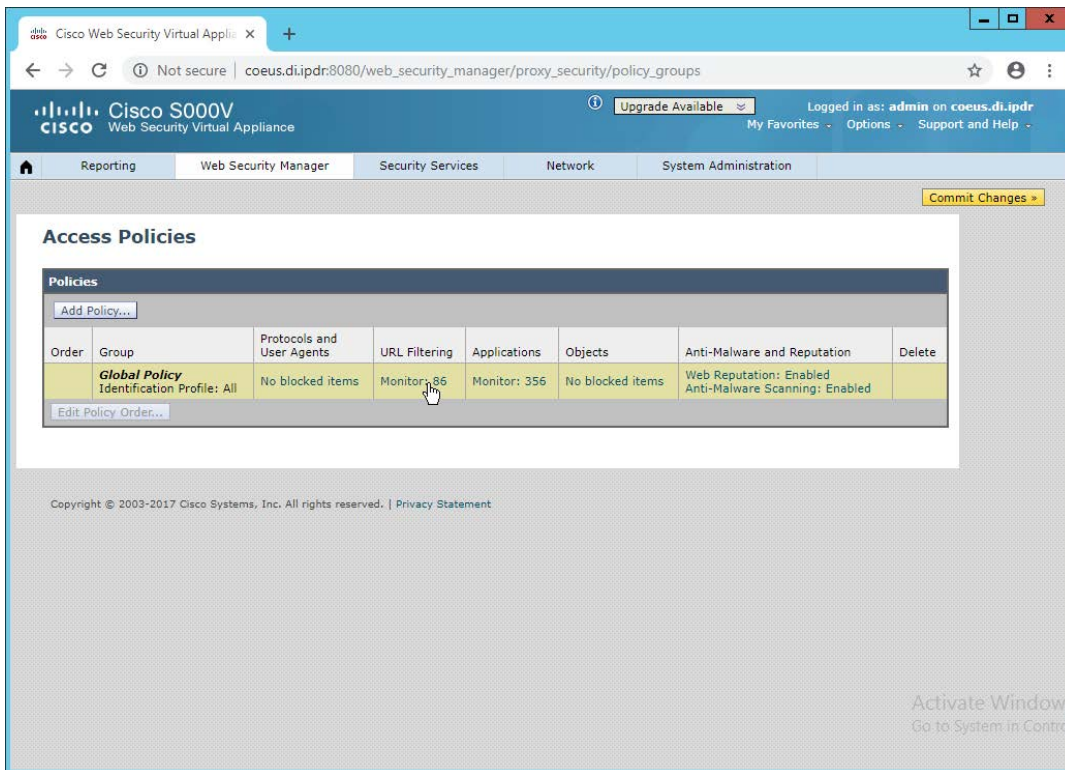 Cisco Web Security Virtual Applia
Not secure | coeus.di.ipdr:8080/web_security_manager/proxy_security/policy_groups
CISCO
Cisco S000V
Web Security Virtual Appliance
Upgrade Available
Logged in as: admin on coeus.di.ipdr
My Favorites Options Support and Help
Reporting Web Security Manager Security Services Network System Administration
Commit Changes »
Access Policies
Policies
Add Policy...
Order Group Protocols and User Agents URL Filtering Applications Objects Anti-Malware and Reputation Delete
Global Policy
Identification Profile: All
No blocked items
Monitor: 86
Monitor: 356
No blocked items
Web Reputation: Enabled
Anti-Malware Scanning: Enabled
Edit Policy Order...
Copyright © 2003-2017 Cisco Systems, Inc. All rights reserved. | Privacy Statement
Activate Window
Go to System in Contro